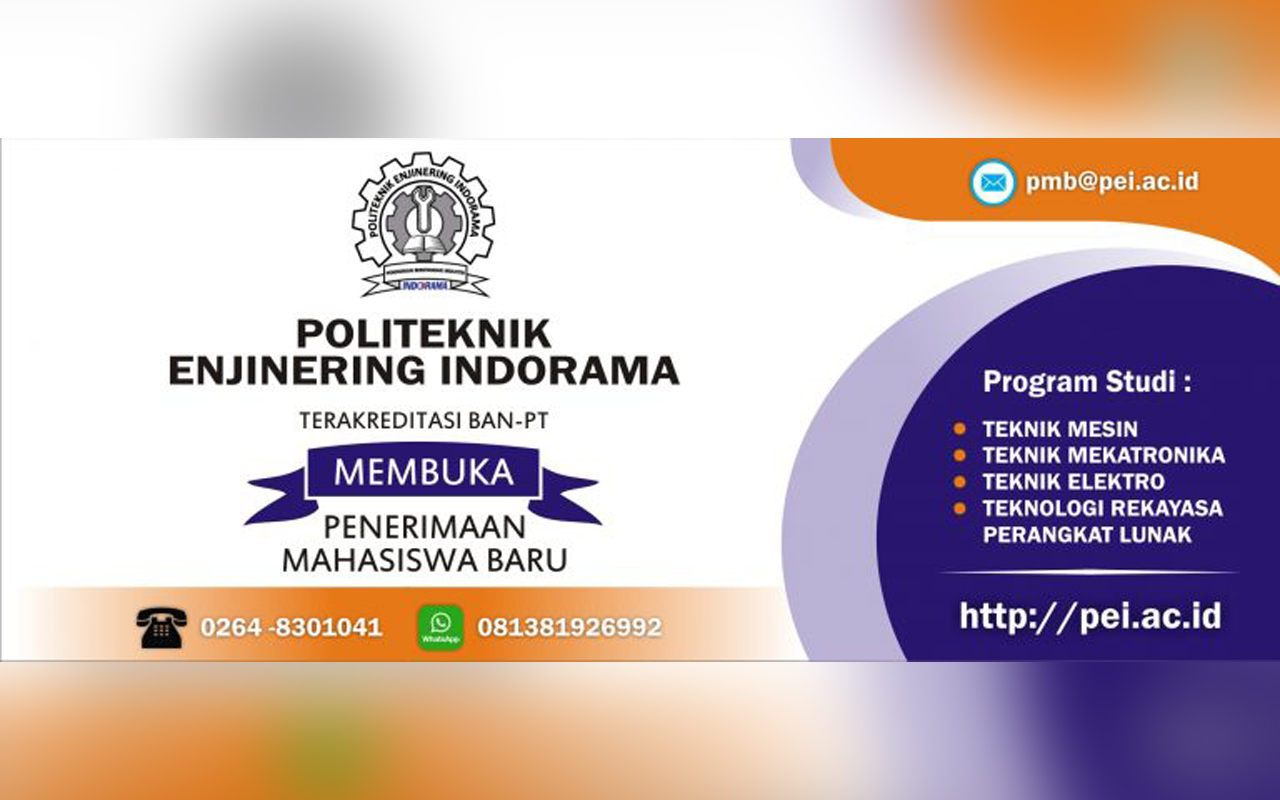 POLITEKNIK ENJINERING INDORAMA
INDORAMA
POLITEKNIK
ENJINERING INDORAMA
TERAKREDITASI BAN-PT
MEMBUKA
PENERIMAAN
MAHASISWA BARU
0264 -8301041
WhatsApp
081381926992
pmb@pei.ac.id
Program Studi :
TEKNIK MESIN
TEKNIK MEKATRONIKA
TEKNIK ELEKTRO
TEKNOLOGI REKAYASA
PERANGKAT LUNAK
http://pei.ac.id